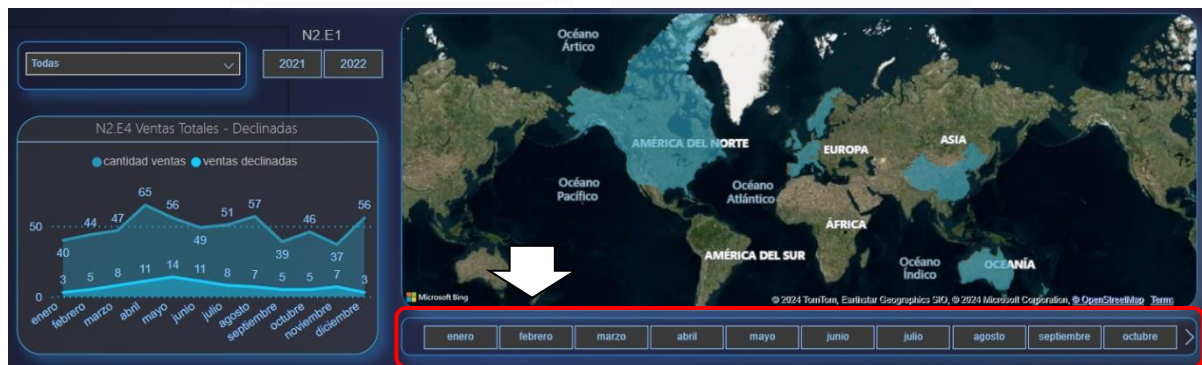 N2.E1
Todas
2021 2022
N2.E4 Ventas Totales - Declinadas
cantidad ventas ventas declinadas
50
0
40 44 47 65 56 49 51 57 39 46 37 56
3 5 8 11 14 11 8 7 5 5 7 3
enero febrero marzo abril mayo junio julio agosto septiembre octubre noviembre diciembre
Océano
Ártico
AMÉRICA DEL NORTE
EUROPA
ASIA
Océano
Pacífico
Océano
Atlántico
ÁFRICA
AMÉRICA DEL SUR
Océano
Índico
OCEANÍA
Microsoft Bing
© 2024 TomTom, Earthstar Geographics SIO, © 2024 Microsoft Corporation, © OpenStreetMap Terms
enero febrero marzo abril mayo junio julio agosto septiembre octubre